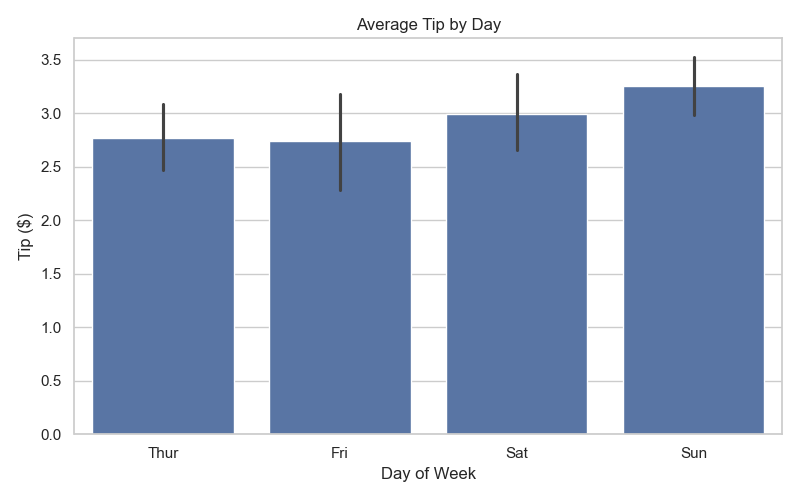 Average Tip by Day
Tip ($)
3.5
3.0
2.5
2.0
1.5
1.0
0.5
0.0
Thur
Fri
Sat
Sun
Day of Week